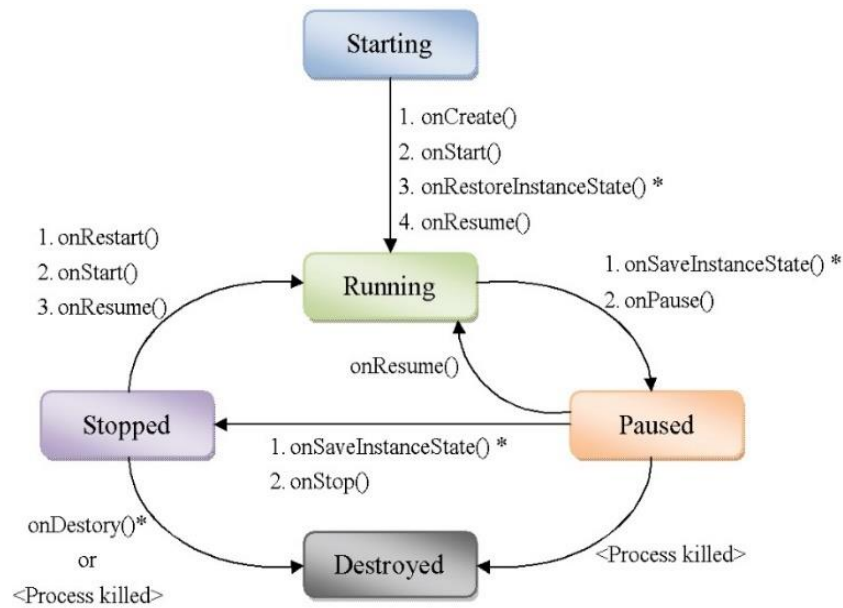 Starting
1. onCreate()
2. onStart()
3. onRestoreInstanceState() *
4. onResume()
1. onRestart()
2. onStart()
3. onResume()
Running
1. onSaveInstanceState() *
2. onPause()
onResume()
Stopped
Paused
1. onSaveInstanceState() *
2. onStop()
onDestory()*
or
<Process killed>
Destroyed
<Process killed>